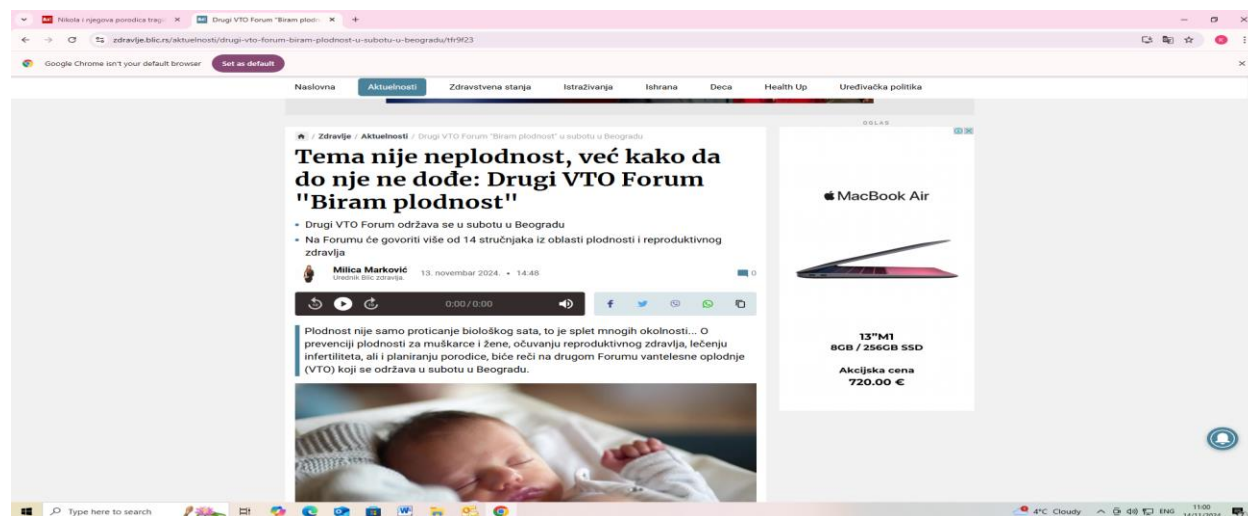 Nikola i njegova porodica trag
Drugi VTO Forum "Biram plodn
zdravlje.blic.rs/aktuelnosti/drugi-vto-forum-biram-plodnost-u-subotu-u-beogradu/tfr9f23
Google Chrome isn't your default browser Set as default
Naslovna Aktuelnosti Zdravstvena stanja Istraživanja Ishrana Deca Health Up Uređivačka politika
OGLAS
/ Zdravlje / Aktuelnosti / Drugi VTO Forum "Biram plodnost" u subotu u Beogradu
Tema nije neplodnost, već kako da
do nje ne dođe: Drugi VTO Forum
"Biram plodnost"
• Drugi VTO Forum održava se u subotu u Beogradu
• Na Forumu će govoriti više od 14 stručnjaka iz oblasti plodnosti i reproduktivnog
zdravlja
Milica Marković
Urednik Blic zdravlja.
13. novembar 2024. • 14:48
0
0:00 / 0:00
Plodnost nije samo proticanje biološkog sata, to je splet mnogih okolnosti... O
prevenciji plodnosti za muškarce i žene, očuvanju reproduktivnog zdravlja, lečenju
infertiliteta, ali i planiranju porodice, biće reči na drugom Forumu vantelesne oplodnje
(VTO) koji se održava u subotu u Beogradu.
MacBook Air
13"M1
8GB / 256GB SSD
Akcijska cena
720.00 €
Type here to search
4°C Cloudy
ENG
11:00
14/11/2024